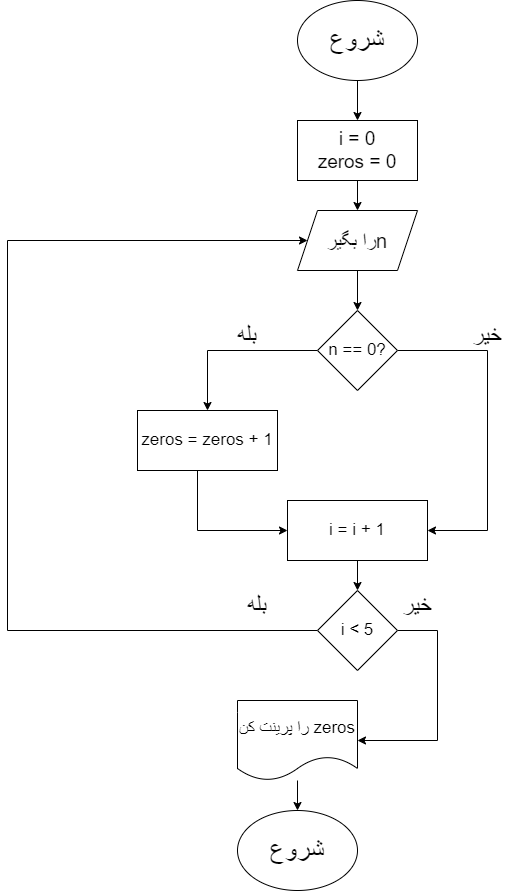 شروع
i = 0
zeros = 0
nرا بگیر
بله
خیر
n == 0?
zeros = zeros + 1
i = i + 1
بله
خیر
i < 5
zeros را پرینت کن
شروع